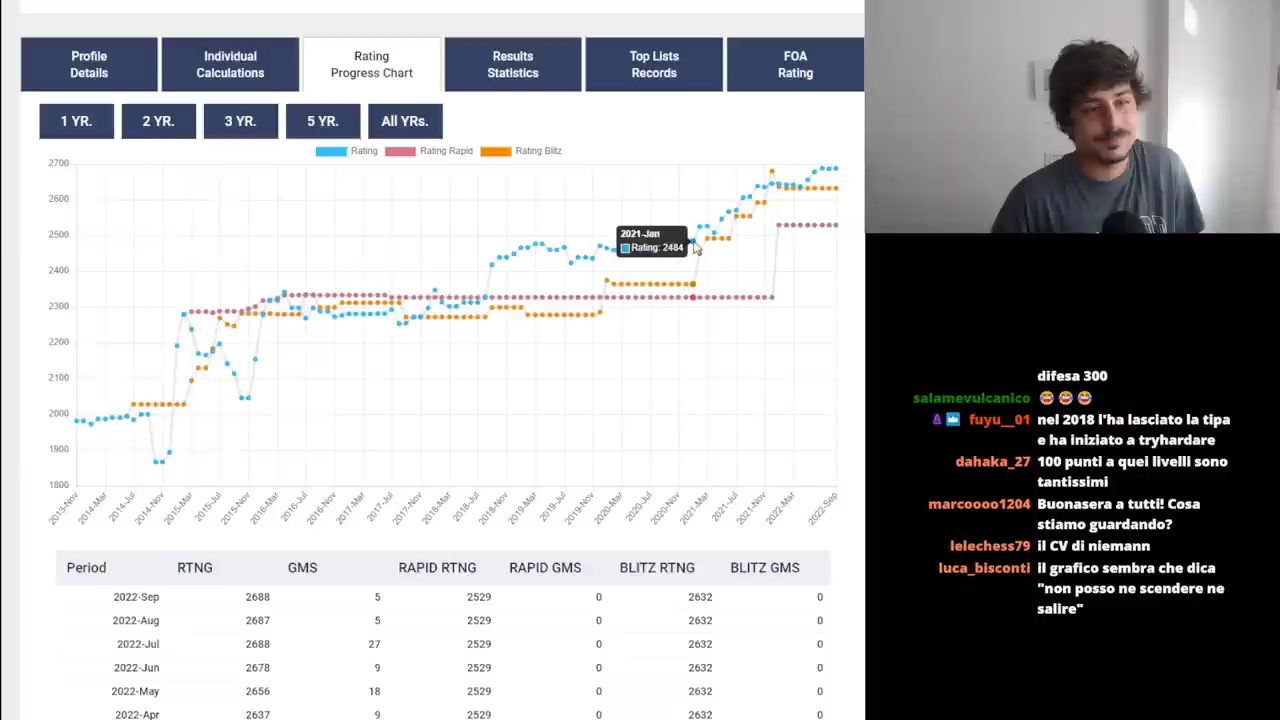 Profile Details
Individual Calculations
Rating Progress Chart
Results Statistics
Top Lists Records
FOA Rating
1 YR.
2 YR.
3 YR.
5 YR.
All YRs.
Rating
Rating Rapid
Rating Blitz
2700
2600
2500
2400
2300
2200
2100
2000
1900
1800
2021-Jan
Rating: 2484
2013-Nov
2014-Mar
2014-Jul
2014-Nov
2015-Mar
2015-Jul
2015-Nov
2016-Mar
2016-Jul
2016-Nov
2017-Mar
2017-Jul
2017-Nov
2018-Mar
2018-Jul
2018-Nov
2019-Mar
2019-Jul
2019-Nov
2020-Mar
2020-Jul
2020-Nov
2021-Mar
2021-Jul
2021-Nov
2022-Mar
2022-Sep
Period RTNG GMS RAPID RTNG RAPID GMS BLITZ RTNG BLITZ GMS
2022-Sep 2688 5 2529 0 2632 0
2022-Aug 2687 5 2529 0 2632 0
2022-Jul 2688 27 2529 0 2632 0
2022-Jun 2678 9 2529 0 2632 0
2022-May 2656 18 2529 0 2632 0
2022-Apr 2637 9 2529 0 2632 0
difesa 300
salamevulcanico 😂 😂 😂
fuyu__01 nel 2018 l'ha lasciato la tipa
e ha iniziato a tryhardare
dahaka_27 100 punti a quei livelli sono
tantissimi
marcoooo1204 Buonasera a tutti! Cosa
stiamo guardando?
lelechess79 il CV di niemann
luca_bisconti il grafico sembra che dica
"non posso ne scendere ne
salire"